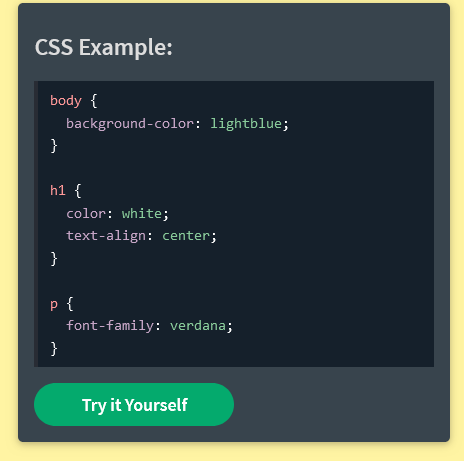 CSS Example:
body {
  background-color: lightblue;
}
h1 {
  color: white;
  text-align: center;
}
p {
  font-family: verdana;
}
Try it Yourself